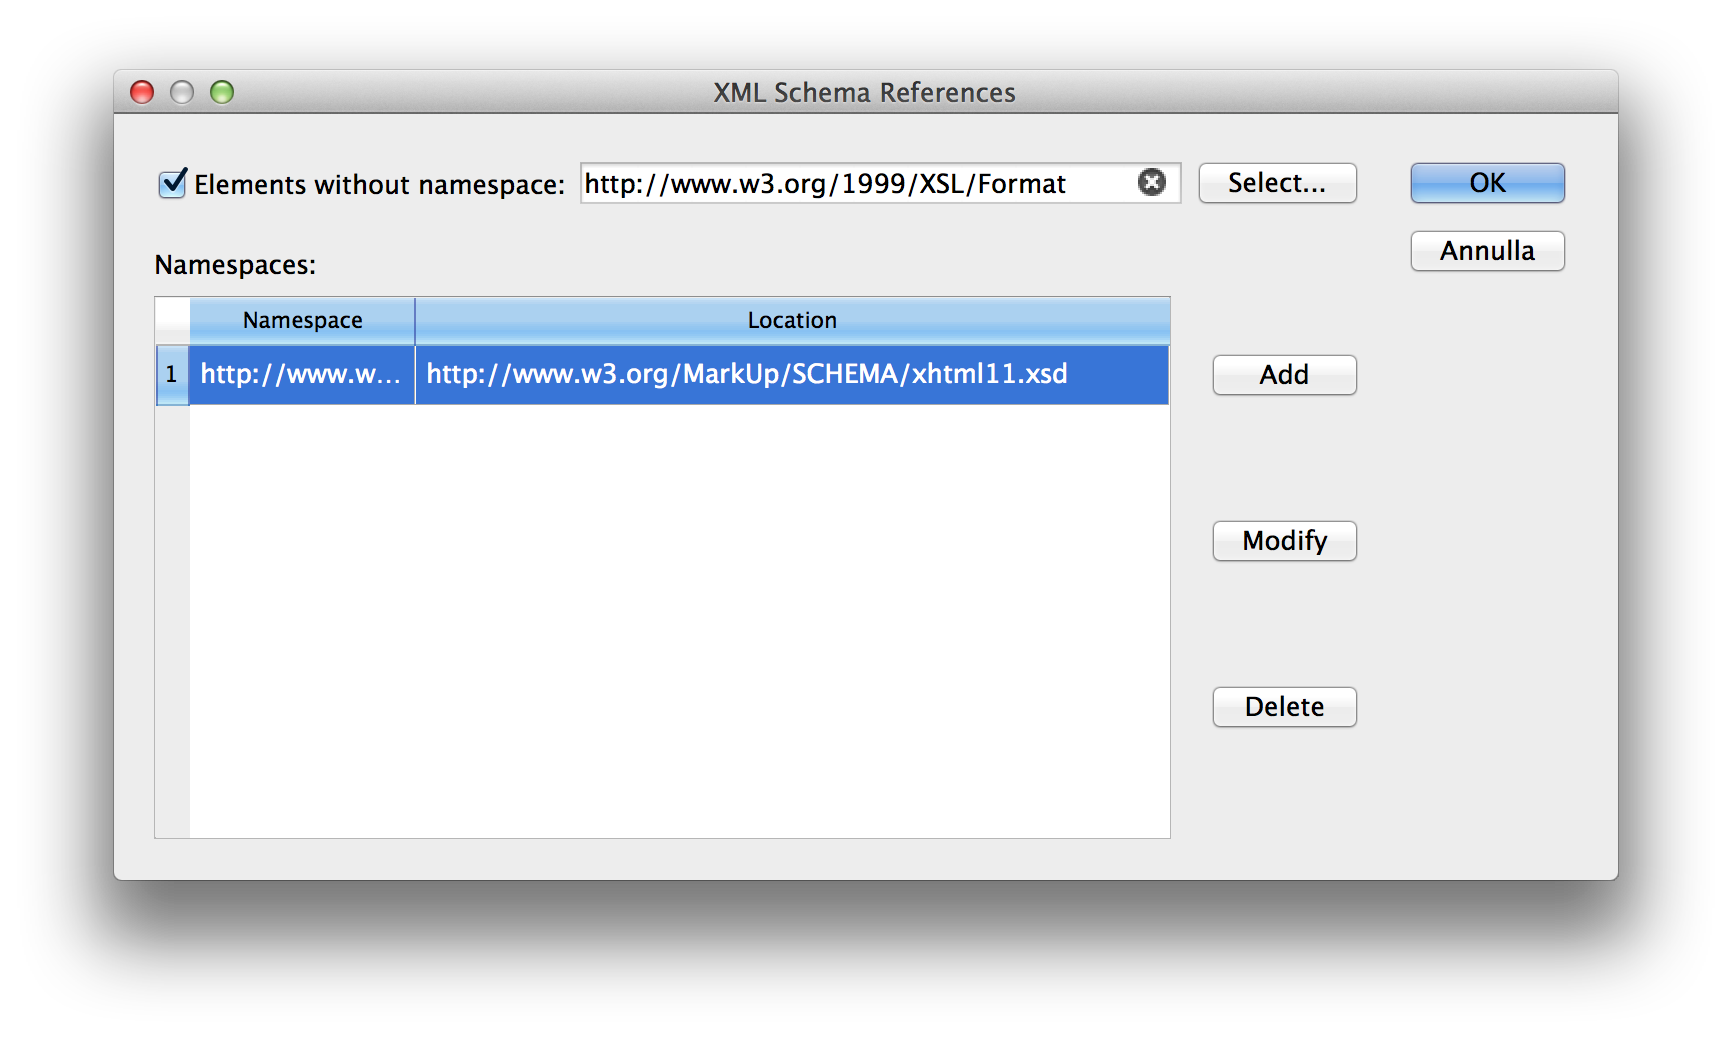 XML Schema References
Elements without namespace: http://www.w3.org/1999/XSL/Format Select... OK
Annulla
Namespaces:
Namespace Location
1 http://www.w... http://www.w3.org/MarkUp/SCHEMA/xhtml11.xsd
Add
Modify
Delete